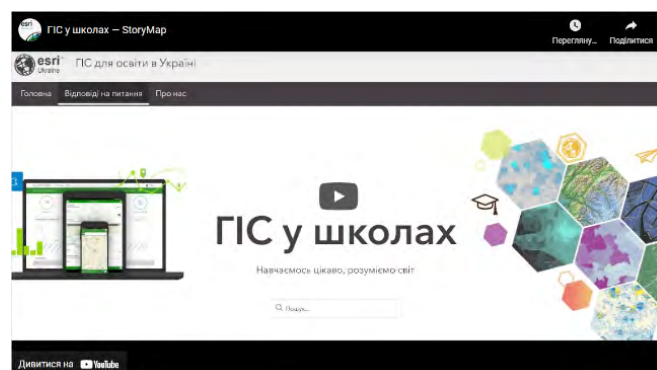 esri
ГІС у школах — StoryMap
Перегляну...
Поділитися
esri
Ukraine
ГІС для освіти в Україні
Головна Відповіді на питання Про нас
ГІС у школах
Навчаємось цікаво, розуміємо світ
Пошук...
Дивитися на YouTube